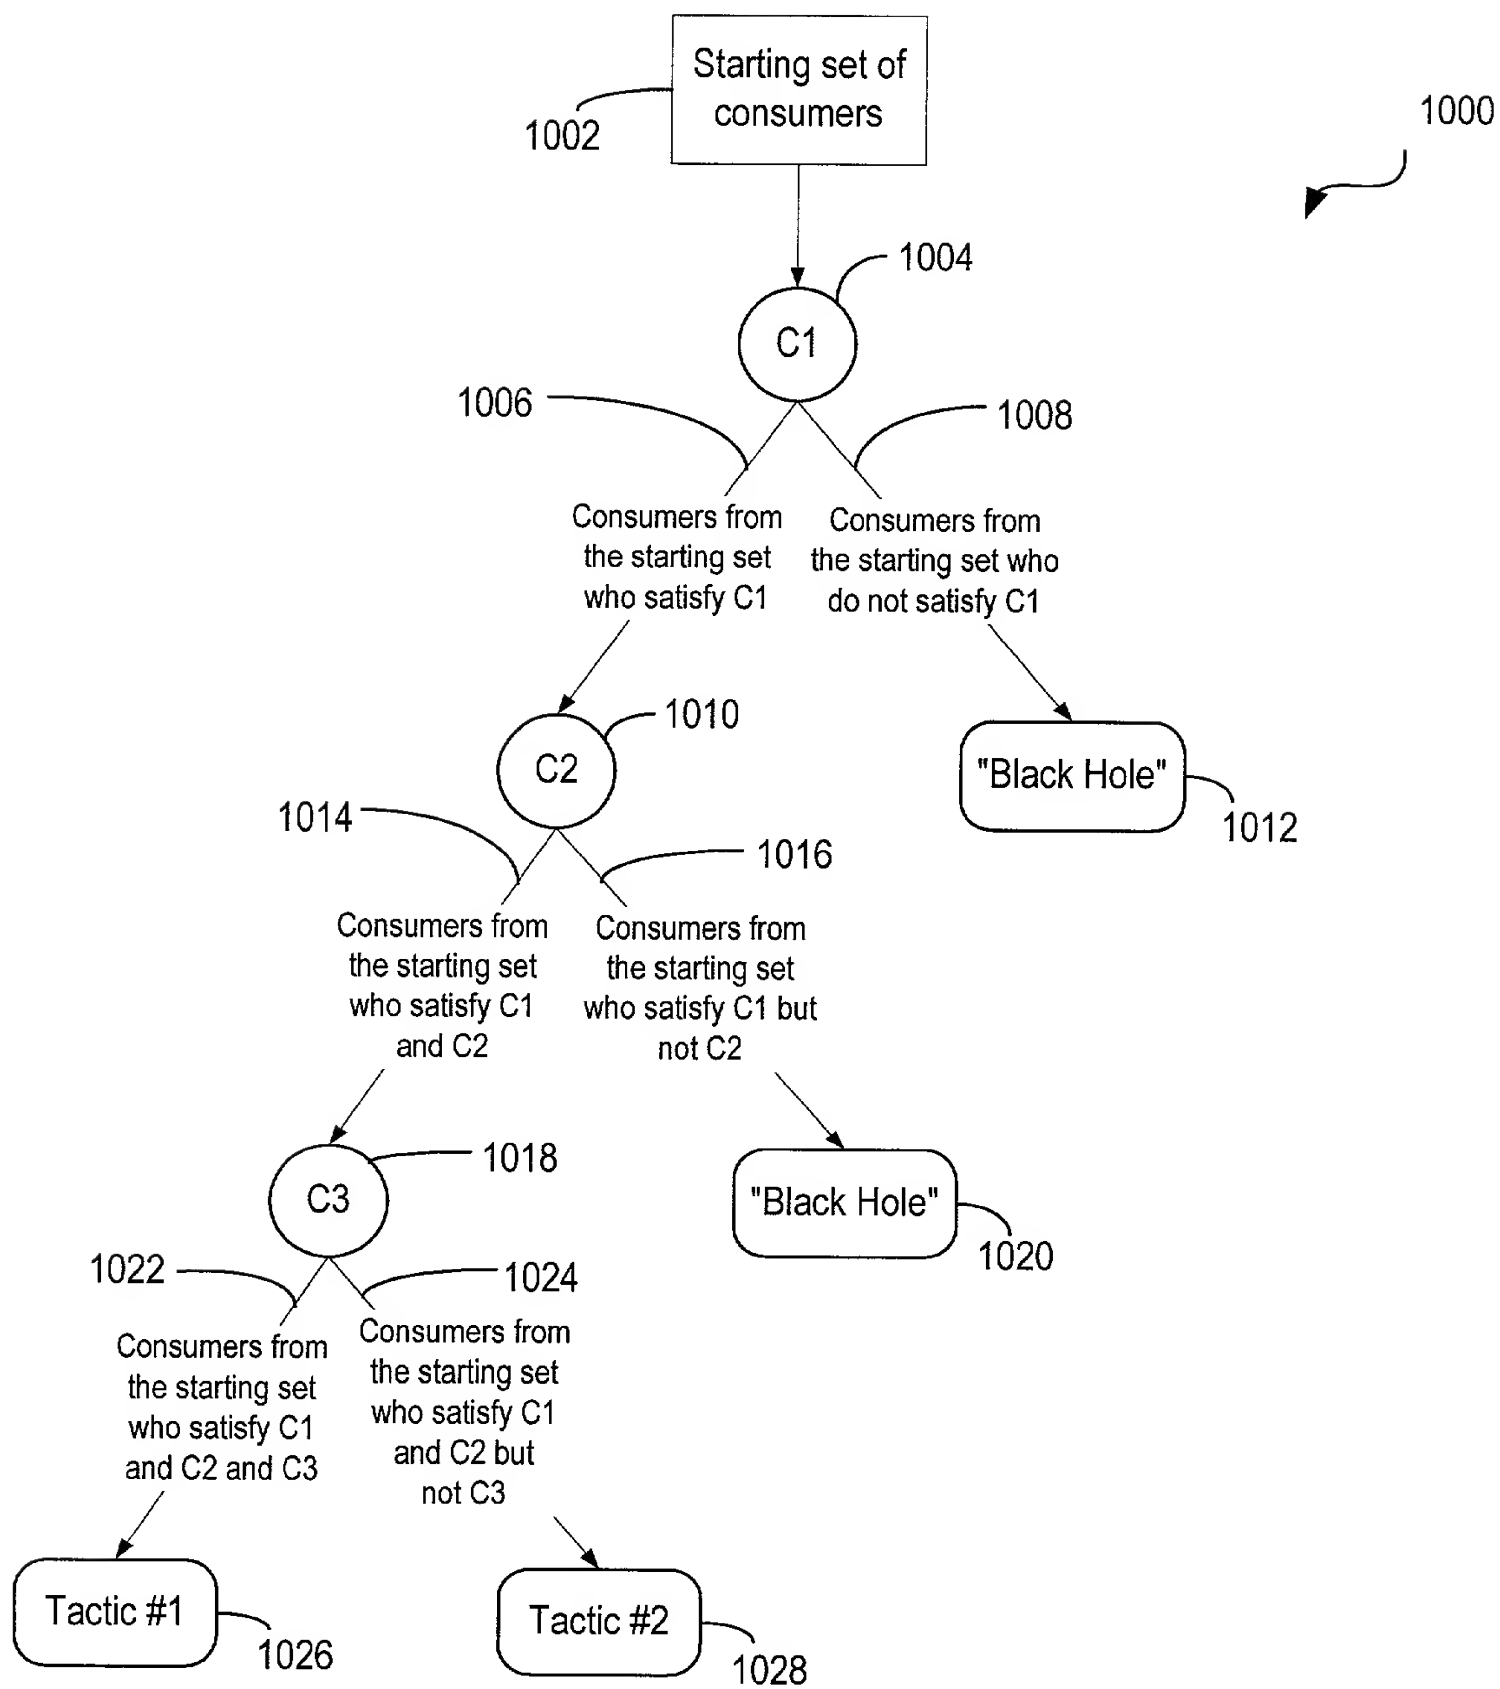 Starting set of
consumers
1002
1000
1004
C1
1006
1008
Consumers from
the starting set
who satisfy C1
Consumers from
the starting set who
do not satisfy C1
1010
C2
"Black Hole"
1012
1014
1016
Consumers from
the starting set
who satisfy C1
and C2
Consumers from
the starting set
who satisfy C1 but
not C2
1018
C3
"Black Hole"
1020
1022
1024
Consumers from
the starting set
who satisfy C1
and C2 and C3
Consumers from
the starting set
who satisfy C1
and C2 but
not C3
Tactic #1
1026
Tactic #2
1028